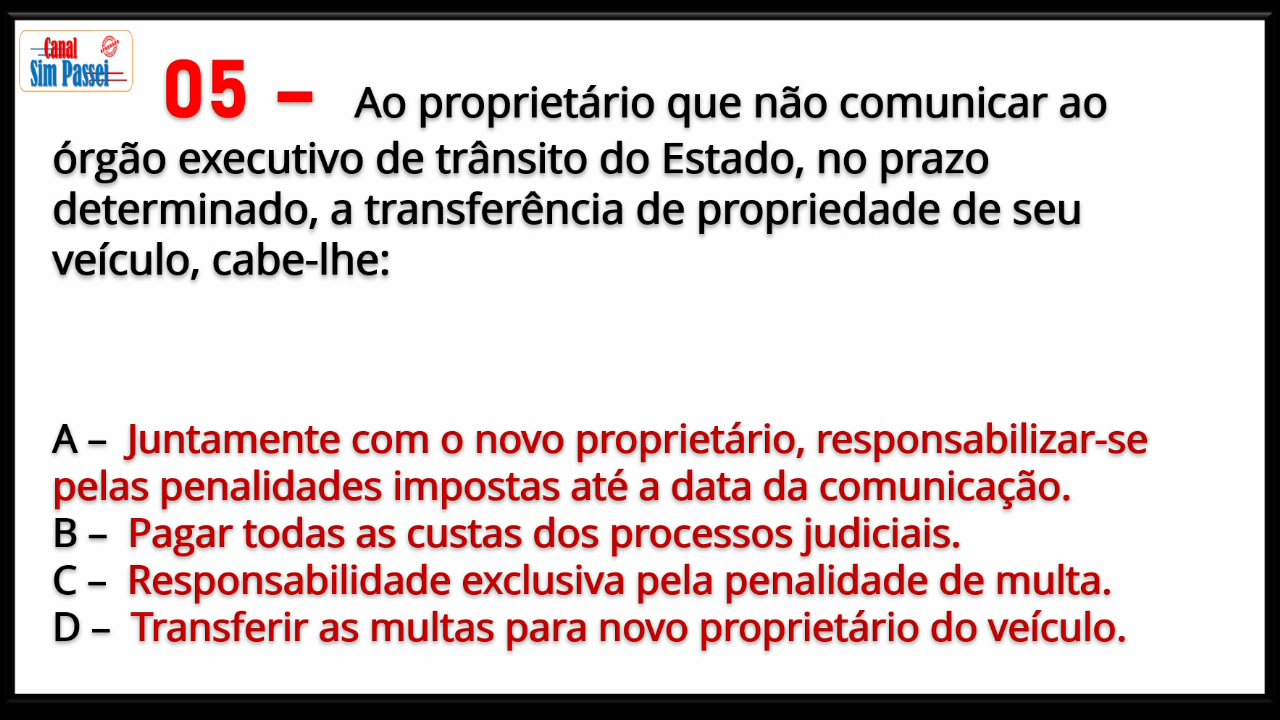 Canal
Sim Passei
05 – Ao proprietário que não comunicar ao
órgão executivo de trânsito do Estado, no prazo
determinado, a transferência de propriedade de seu
veículo, cabe-lhe:
A – Juntamente com o novo proprietário, responsabilizar-se
pelas penalidades impostas até a data da comunicação.
B – Pagar todas as custas dos processos judiciais.
C – Responsabilidade exclusiva pela penalidade de multa.
D – Transferir as multas para novo proprietário do veículo.